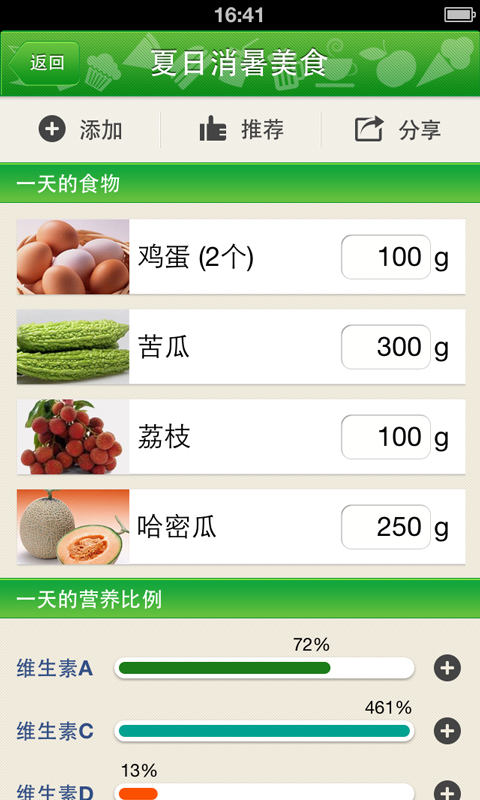 16:41
返回
夏日消暑美食
添加
推荐
分享
一天的食物
鸡蛋 (2个)
100 g
苦瓜
300 g
荔枝
100 g
哈密瓜
250 g
一天的营养比例
72%
维生素A
461%
维生素C
13%
维生素D